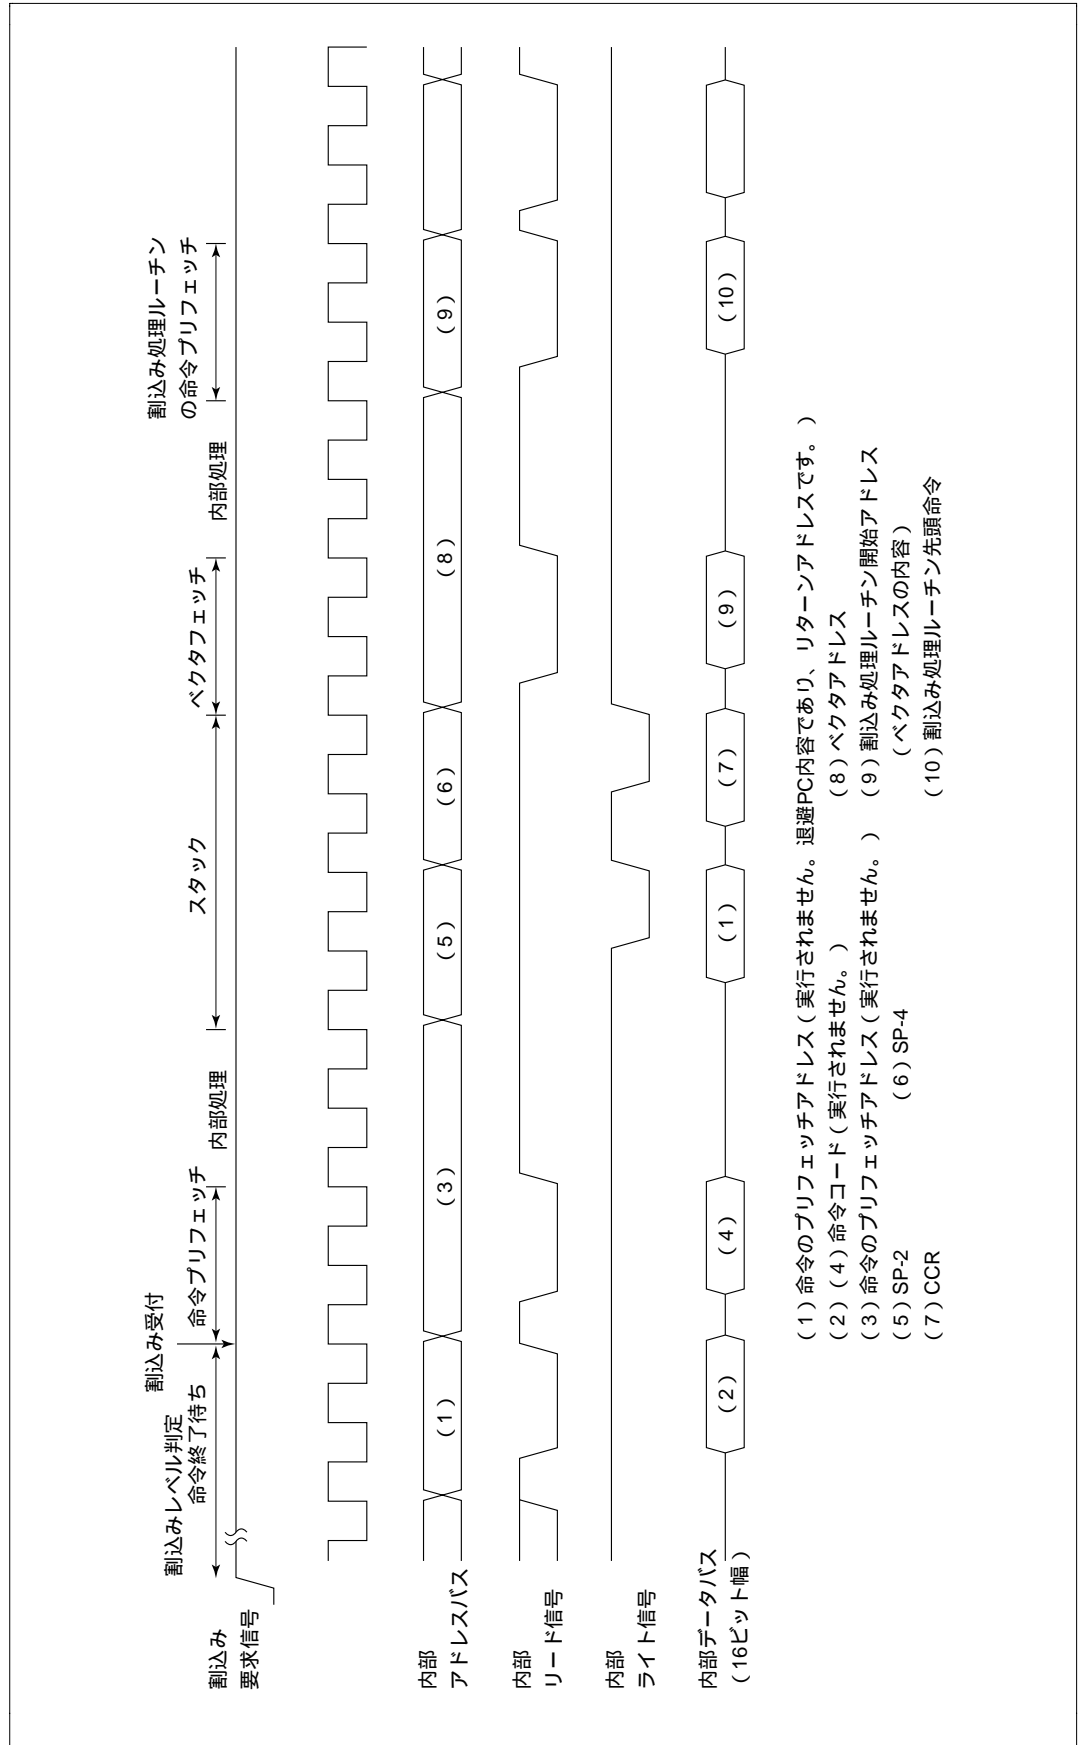 割込みレベル判定
命令終了待ち
割込み受付
命令プリフェッチ
内部処理
スタック
ベクタフェッチ
内部処理
割込み処理ルーチン
の命令プリフェッチ
割込み
要求信号
内部
アドレスバス
(1)
(3)
(5)
(6)
(8)
(9)
内部
リード信号
内部
ライト信号
内部データバス
(16ビット幅)
(2)
(4)
(1)
(7)
(9)
(10)
(1)命令のプリフェッチアドレス(実行されません。退避PC内容であり、リターンアドレスです。)
(2)(4)命令コード(実行されません。)
(3)命令のプリフェッチアドレス(実行されません。)
(5)SP-2
(6)SP-4
(7)CCR
(8)ベクタアドレス
(9)割込み処理ルーチン開始アドレス
(ベクタアドレスの内容)
(10)割込み処理ルーチン先頭命令